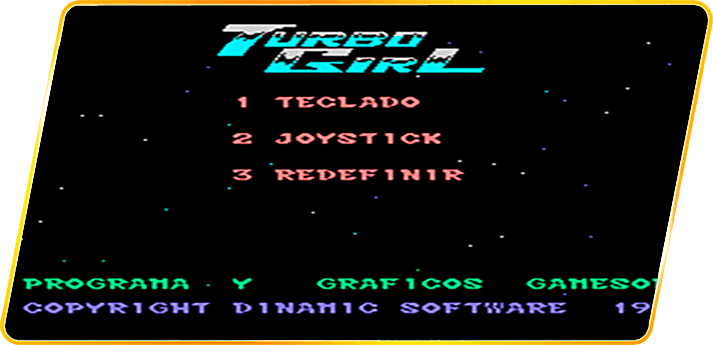 TURBO
GIRL
1 TECLADO
2 JOYSTICK
3 REDEFINIR
PROGRAMA Y GRAFICOS
COPYRIGHT DINAMIC SOFTWARE